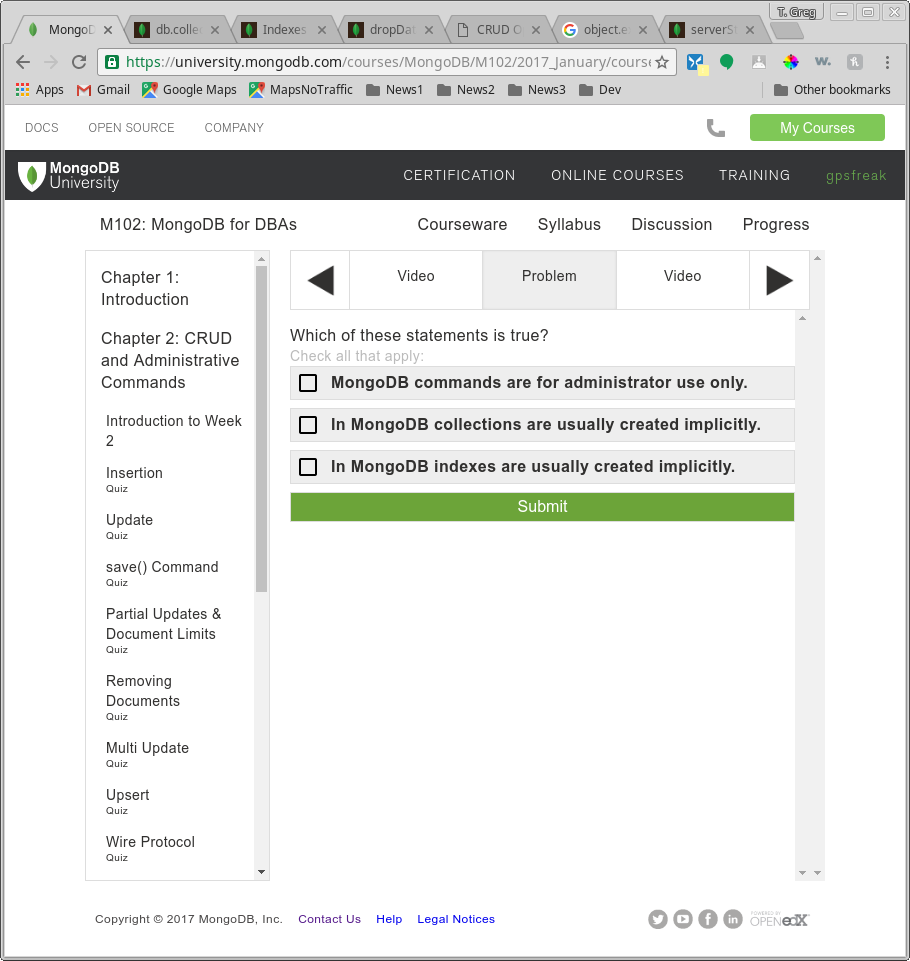 T. Greg
MongoD
db.collec
Indexes
dropDat
CRUD O
object.e
serverSt
https://university.mongodb.com/courses/MongoDB/M102/2017_January/course
Apps Gmail Google Maps MapsNoTraffic News1 News2 News3 Dev Other bookmarks
DOCS OPEN SOURCE COMPANY My Courses
MongoDB
University
CERTIFICATION ONLINE COURSES TRAINING gpsfreak
M102: MongoDB for DBAs Courseware Syllabus Discussion Progress
Chapter 1:
Introduction
Chapter 2: CRUD
and Administrative
Commands
Introduction to Week
2
Insertion
Quiz
Update
Quiz
save() Command
Quiz
Partial Updates &
Document Limits
Quiz
Removing
Documents
Quiz
Multi Update
Quiz
Upsert
Quiz
Wire Protocol
Quiz
Video Problem Video
Which of these statements is true?
Check all that apply:
MongoDB commands are for administrator use only.
In MongoDB collections are usually created implicitly.
In MongoDB indexes are usually created implicitly.
Submit
Copyright © 2017 MongoDB, Inc. Contact Us Help Legal Notices
POWERED BY
OPEN edX